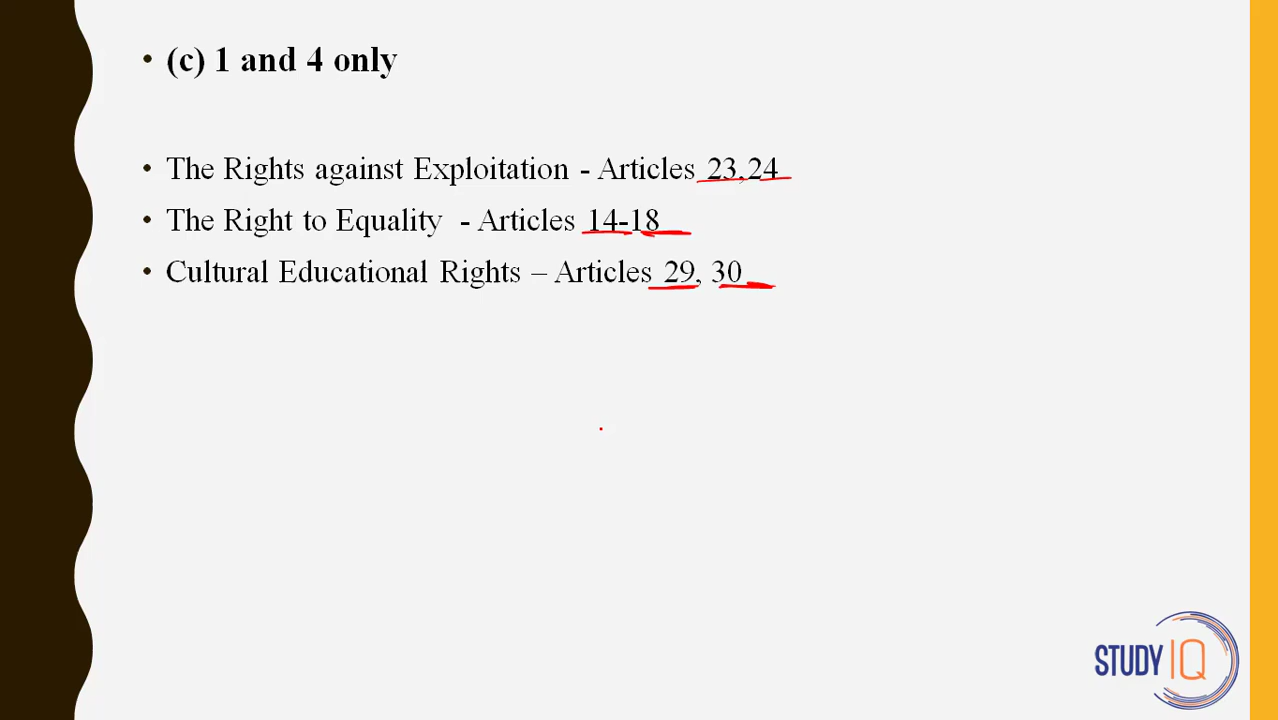 • (c) 1 and 4 only
• The Rights against Exploitation - Articles 23,24
• The Right to Equality - Articles 14-18
• Cultural Educational Rights – Articles 29, 30
STUDY IQ